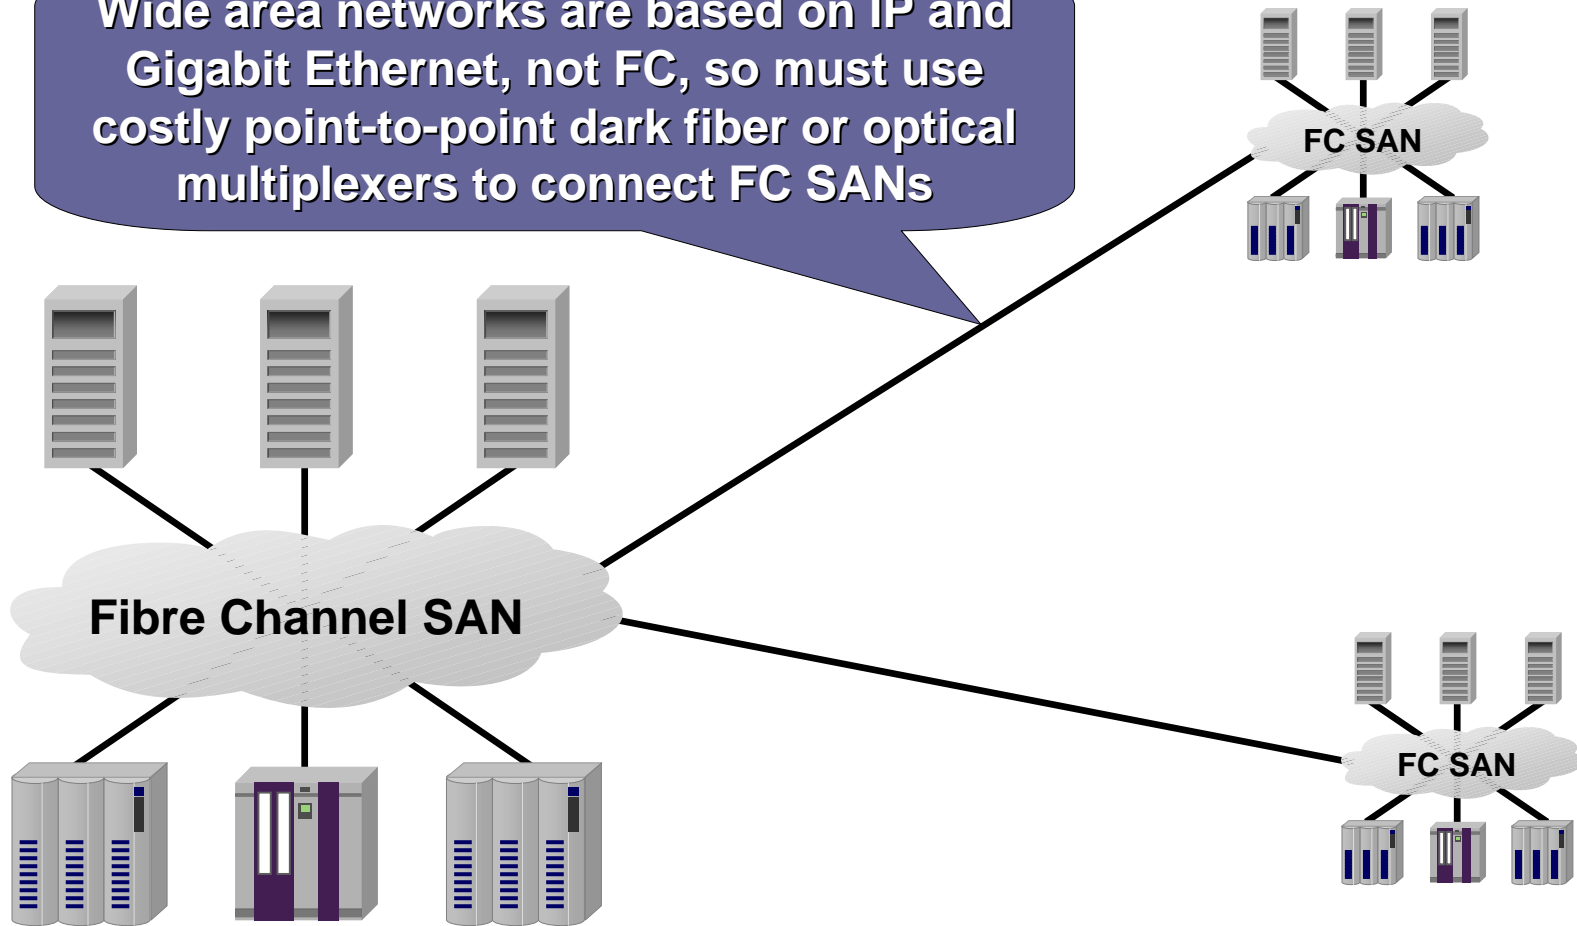 Wide area networks are based on IP and
Gigabit Ethernet, not FC, so must use
costly point-to-point dark fiber or optical
multiplexers to connect FC SANs
FC SAN
Fibre Channel SAN
FC SAN